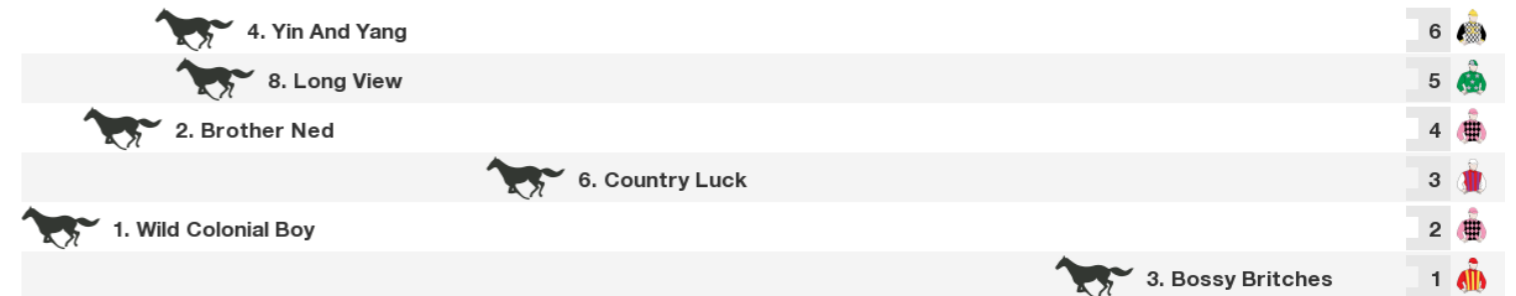 4. Yin And Yang 6
8. Long View 5
2. Brother Ned 4
6. Country Luck 3
1. Wild Colonial Boy 2
3. Bossy Britches 1